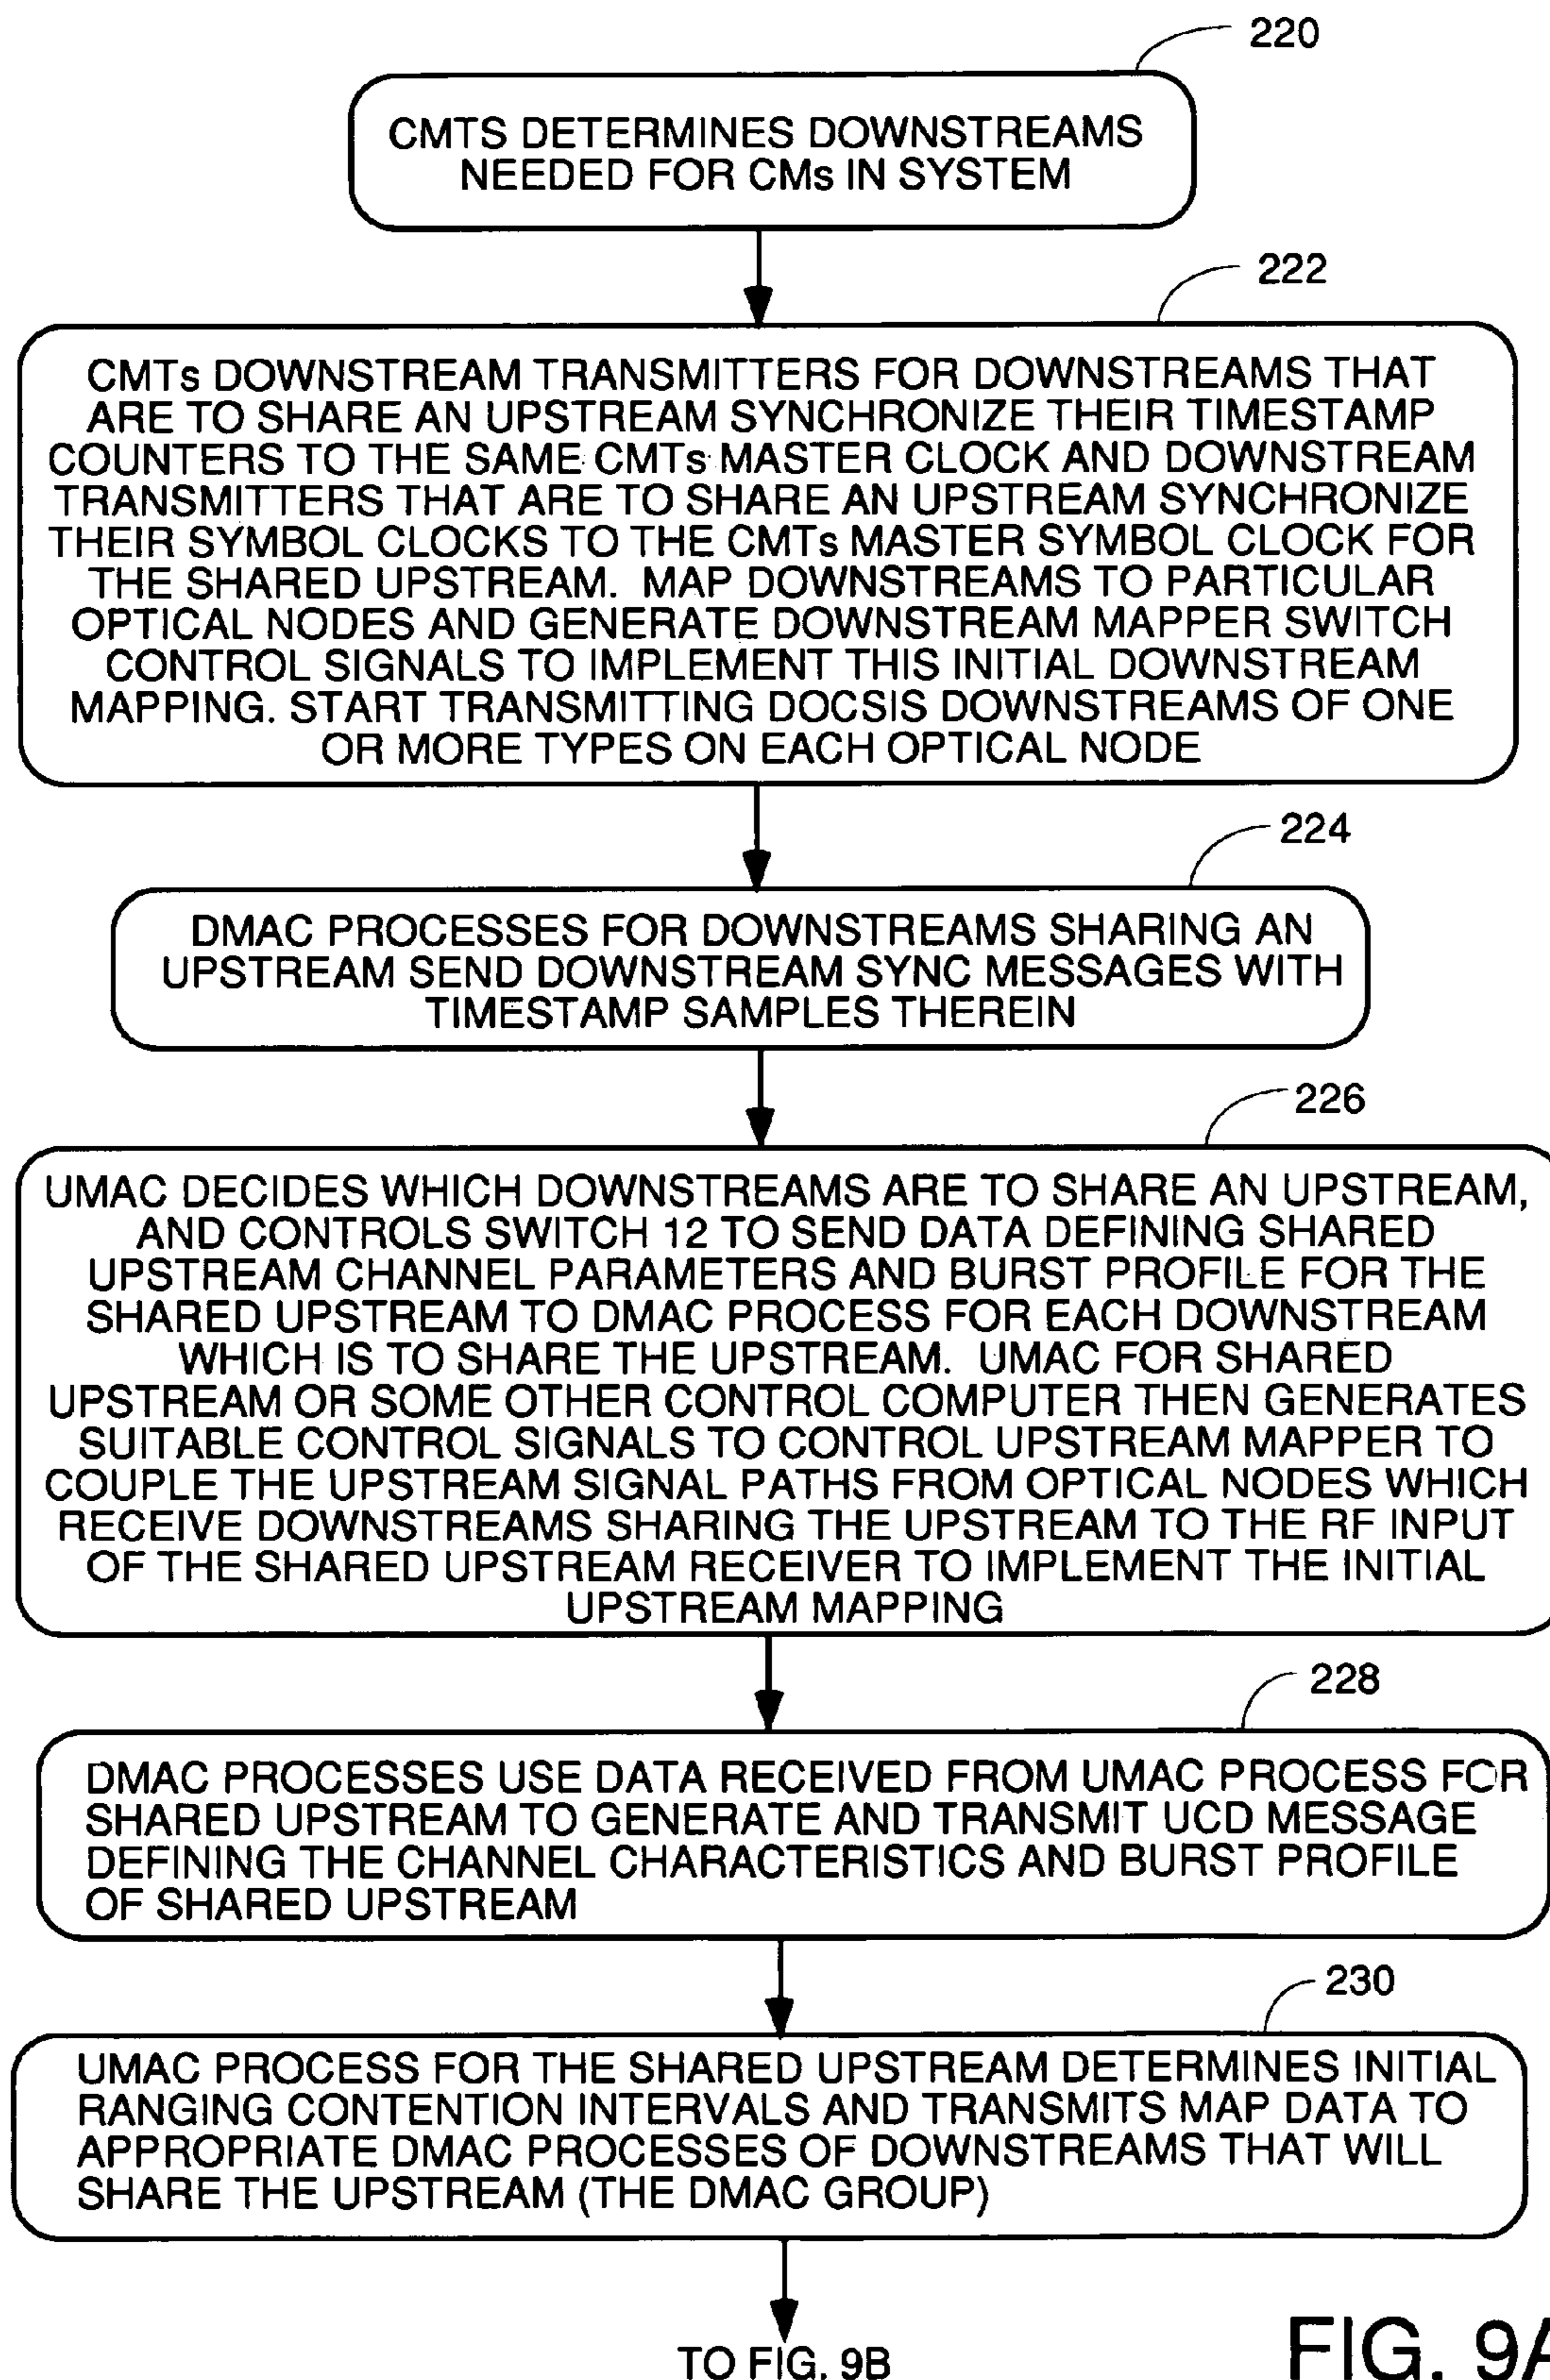 220
CMTS DETERMINES DOWNSTREAMS
NEEDED FOR CMs IN SYSTEM
222
CMTs DOWNSTREAM TRANSMITTERS FOR DOWNSTREAMS THAT
ARE TO SHARE AN UPSTREAM SYNCHRONIZE THEIR TIMESTAMP
COUNTERS TO THE SAME CMTs MASTER CLOCK AND DOWNSTREAM
TRANSMITTERS THAT ARE TO SHARE AN UPSTREAM SYNCHRONIZE
THEIR SYMBOL CLOCKS TO THE CMTs MASTER SYMBOL CLOCK FOR
THE SHARED UPSTREAM. MAP DOWNSTREAMS TO PARTICULAR
OPTICAL NODES AND GENERATE DOWNSTREAM MAPPER SWITCH
CONTROL SIGNALS TO IMPLEMENT THIS INITIAL DOWNSTREAM
MAPPING. START TRANSMITTING DOCSIS DOWNSTREAMS OF ONE
OR MORE TYPES ON EACH OPTICAL NODE
224
DMAC PROCESSES FOR DOWNSTREAMS SHARING AN
UPSTREAM SEND DOWNSTREAM SYNC MESSAGES WITH
TIMESTAMP SAMPLES THEREIN
226
UMAC DECIDES WHICH DOWNSTREAMS ARE TO SHARE AN UPSTREAM,
AND CONTROLS SWITCH 12 TO SEND DATA DEFINING SHARED
UPSTREAM CHANNEL PARAMETERS AND BURST PROFILE FOR THE
SHARED UPSTREAM TO DMAC PROCESS FOR EACH DOWNSTREAM
WHICH IS TO SHARE THE UPSTREAM. UMAC FOR SHARED
UPSTREAM OR SOME OTHER CONTROL COMPUTER THEN GENERATES
SUITABLE CONTROL SIGNALS TO CONTROL UPSTREAM MAPPER TO
COUPLE THE UPSTREAM SIGNAL PATHS FROM OPTICAL NODES WHICH
RECEIVE DOWNSTREAMS SHARING THE UPSTREAM TO THE RF INPUT
OF THE SHARED UPSTREAM RECEIVER TO IMPLEMENT THE INITIAL
UPSTREAM MAPPING
228
DMAC PROCESSES USE DATA RECEIVED FROM UMAC PROCESS FOR
SHARED UPSTREAM TO GENERATE AND TRANSMIT UCD MESSAGE
DEFINING THE CHANNEL CHARACTERISTICS AND BURST PROFILE
OF SHARED UPSTREAM
230
UMAC PROCESS FOR THE SHARED UPSTREAM DETERMINES INITIAL
RANGING CONTENTION INTERVALS AND TRANSMITS MAP DATA TO
APPROPRIATE DMAC PROCESSES OF DOWNSTREAMS THAT WILL
SHARE THE UPSTREAM (THE DMAC GROUP)
TO FIG. 9B
FIG. 9A